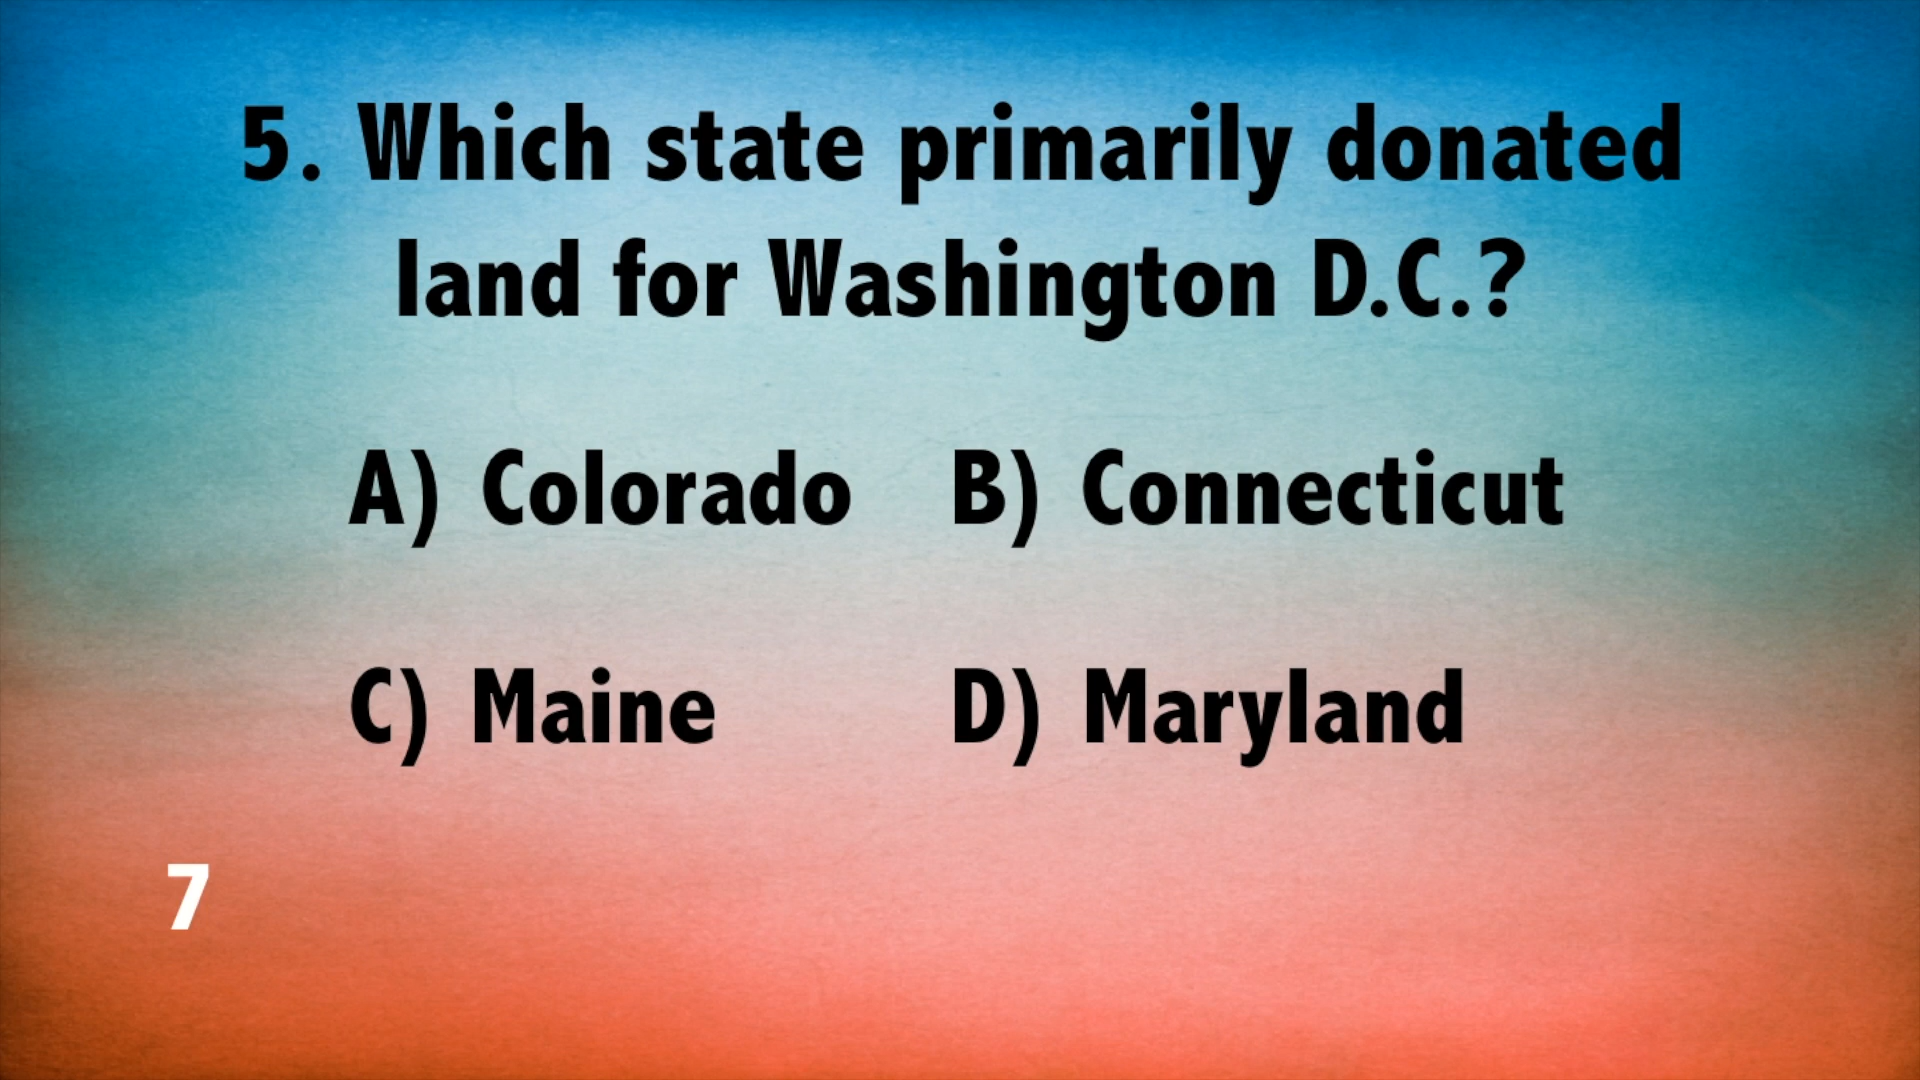 5. Which state primarily donated
land for Washington D.C.?
A) Colorado B) Connecticut
C) Maine D) Maryland
7